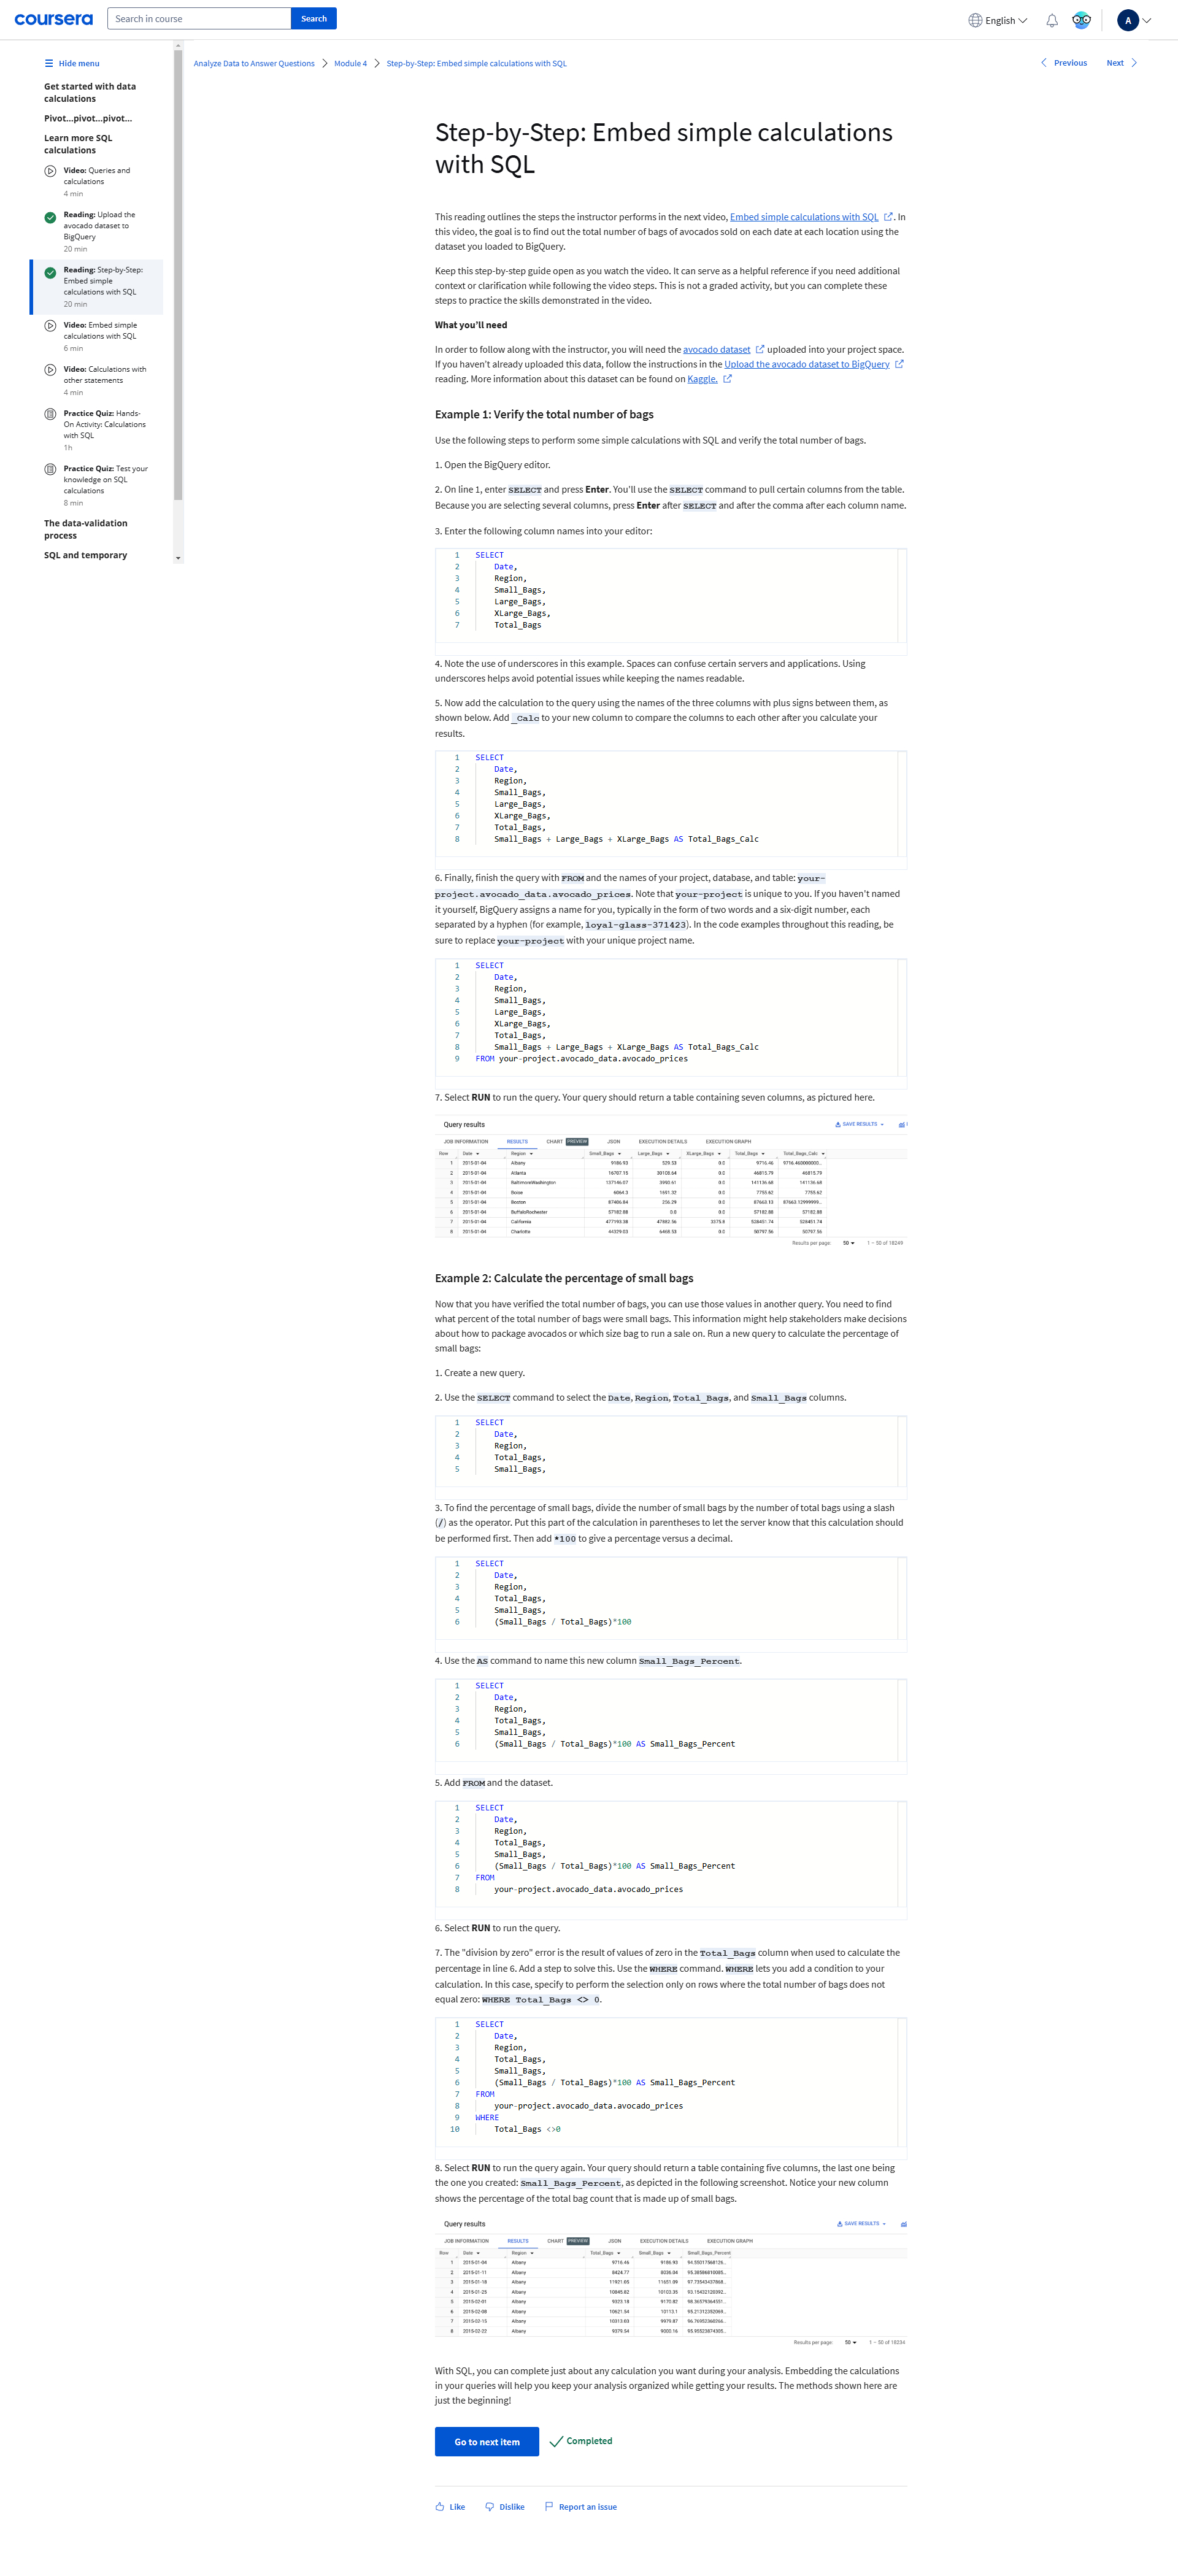 coursera
Search in course
Search
English
A
Hide menu
Get started with data
calculations
Pivot...pivot...pivot...
Learn more SQL
calculations
Video: Queries and
calculations
4 min
Reading: Upload the
avocado dataset to
BigQuery
20 min
Reading: Step-by-Step:
Embed simple
calculations with SQL
20 min
Video: Embed simple
calculations with SQL
6 min
Video: Calculations with
other statements
4 min
Practice Quiz: Hands-
On Activity: Calculations
with SQL
1h
Practice Quiz: Test your
knowledge on SQL
calculations
8 min
The data-validation
process
SQL and temporary
Analyze Data to Answer Questions > Module 4 > Step-by-Step: Embed simple calculations with SQL
Previous Next
Step-by-Step: Embed simple calculations
with SQL
This reading outlines the steps the instructor performs in the next video, Embed simple calculations with SQL. In
this video, the goal is to find out the total number of bags of avocados sold on each date at each location using the
dataset you loaded to BigQuery.
Keep this step-by-step guide open as you watch the video. It can serve as a helpful reference if you need additional
context or clarification while following the video steps. This is not a graded activity, but you can complete these
steps to practice the skills demonstrated in the video.
What you’ll need
In order to follow along with the instructor, you will need the avocado dataset uploaded into your project space.
If you haven’t already uploaded this data, follow the instructions in the Upload the avocado dataset to BigQuery
reading. More information about this dataset can be found on Kaggle.
Example 1: Verify the total number of bags
Use the following steps to perform some simple calculations with SQL and verify the total number of bags.
1. Open the BigQuery editor.
2. On line 1, enter SELECT and press Enter. You’ll use the SELECT command to pull certain columns from the table.
Because you are selecting several columns, press Enter after SELECT and after the comma after each column name.
3. Enter the following column names into your editor:
1 SELECT
2 Date,
3 Region,
4 Small_Bags,
5 Large_Bags,
6 XLarge_Bags,
7 Total_Bags
4. Note the use of underscores in this example. Spaces can confuse certain servers and applications. Using
underscores helps avoid potential issues while keeping the names readable.
5. Now add the calculation to the query using the names of the three columns with plus signs between them, as
shown below. Add _Calc to your new column to compare the columns to each other after you calculate your
results.
1 SELECT
2 Date,
3 Region,
4 Small_Bags,
5 Large_Bags,
6 XLarge_Bags,
7 Total_Bags,
8 Small_Bags + Large_Bags + XLarge_Bags AS Total_Bags_Calc
6. Finally, finish the query with FROM and the names of your project, database, and table: your-
project.avocado_data.avocado_prices. Note that your-project is unique to you. If you haven’t named
it yourself, BigQuery assigns a name for you, typically in the form of two words and a six-digit number, each
separated by a hyphen (for example, loyal-glass-371423). In the code examples throughout this reading, be
sure to replace your-project with your unique project name.
1 SELECT
2 Date,
3 Region,
4 Small_Bags,
5 Large_Bags,
6 XLarge_Bags,
7 Total_Bags,
8 Small_Bags + Large_Bags + XLarge_Bags AS Total_Bags_Calc
9 FROM your-project.avocado_data.avocado_prices
7. Select RUN to run the query. Your query should return a table containing seven columns, as pictured here.
Query results SAVE RESULTS
JOB INFORMATION RESULTS CHART PREVIEW JSON EXECUTION DETAILS EXECUTION GRAPH
Row Date Region Small_Bags Large_Bags XLarge_Bags Total_Bags Total_Bags_Calc
1 2015-01-04 Albany 9186.93 529.53 0.0 9716.46 9716.460000000...
2 2015-01-04 Atlanta 16707.15 30108.64 0.0 46815.79 46815.79
3 2015-01-04 BaltimoreWashington 137146.07 3990.61 0.0 141136.68 141136.68
4 2015-01-04 Boise 6064.3 1691.32 0.0 7755.62 7755.62
5 2015-01-04 Boston 87406.84 256.29 0.0 87663.13 87663.12999999...
6 2015-01-04 BuffaloRochester 57182.88 0.0 0.0 57182.88 57182.88
7 2015-01-04 California 477193.38 47882.56 3375.8 528451.74 528451.74
8 2015-01-04 Charlotte 44329.03 6468.53 0.0 50797.56 50797.56
Results per page: 50 1 – 50 of 18249
Example 2: Calculate the percentage of small bags
Now that you have verified the total number of bags, you can use those values in another query. You need to find
what percent of the total number of bags were small bags. This information might help stakeholders make decisions
about how to package avocados or which size bag to run a sale on. Run a new query to calculate the percentage of
small bags:
1. Create a new query.
2. Use the SELECT command to select the Date, Region, Total_Bags, and Small_Bags columns.
1 SELECT
2 Date,
3 Region,
4 Total_Bags,
5 Small_Bags,
3. To find the percentage of small bags, divide the number of small bags by the number of total bags using a slash
(/) as the operator. Put this part of the calculation in parentheses to let the server know that this calculation should
be performed first. Then add *100 to give a percentage versus a decimal.
1 SELECT
2 Date,
3 Region,
4 Total_Bags,
5 Small_Bags,
6 (Small_Bags / Total_Bags)*100
4. Use the AS command to name this new column Small_Bags_Percent.
1 SELECT
2 Date,
3 Region,
4 Total_Bags,
5 Small_Bags,
6 (Small_Bags / Total_Bags)*100 AS Small_Bags_Percent
5. Add FROM and the dataset.
1 SELECT
2 Date,
3 Region,
4 Total_Bags,
5 Small_Bags,
6 (Small_Bags / Total_Bags)*100 AS Small_Bags_Percent
7 FROM
8 your-project.avocado_data.avocado_prices
6. Select RUN to run the query.
7. The "division by zero" error is the result of values of zero in the Total_Bags column when used to calculate the
percentage in line 6. Add a step to solve this. Use the WHERE command. WHERE lets you add a condition to your
calculation. In this case, specify to perform the selection only on rows where the total number of bags does not
equal zero: WHERE Total_Bags <> 0.
1 SELECT
2 Date,
3 Region,
4 Total_Bags,
5 Small_Bags,
6 (Small_Bags / Total_Bags)*100 AS Small_Bags_Percent
7 FROM
8 your-project.avocado_data.avocado_prices
9 WHERE
10 Total_Bags <>0
8. Select RUN to run the query again. Your query should return a table containing five columns, the last one being
the one you created: Small_Bags_Percent, as depicted in the following screenshot. Notice your new column
shows the percentage of the total bag count that is made up of small bags.
Query results SAVE RESULTS
JOB INFORMATION RESULTS CHART PREVIEW JSON EXECUTION DETAILS EXECUTION GRAPH
Row Date Region Total_Bags Small_Bags Small_Bags_Percent
1 2015-01-04 Albany 9716.46 9186.93
2 2015-01-11 Albany 8424.77 8036.04
3 2015-01-18 Albany 11651.09
4 2015-01-25 Albany 10845.82 10103.35
5 2015-02-01 Albany 9323.18 9170.82
6 2015-02-08 Albany 10621.54 10113.1
7 2015-02-15 Albany 9979.87
8 2015-02-22 Albany 9379.54 9000.16
Results per page: 50 1 – 50 of 18234
With SQL, you can complete just about any calculation you want during your analysis. Embedding the calculations
in your queries will help you keep your analysis organized while getting your results. The methods shown here are
just the beginning!
Go to next item
Completed
Like Dislike Report an issue